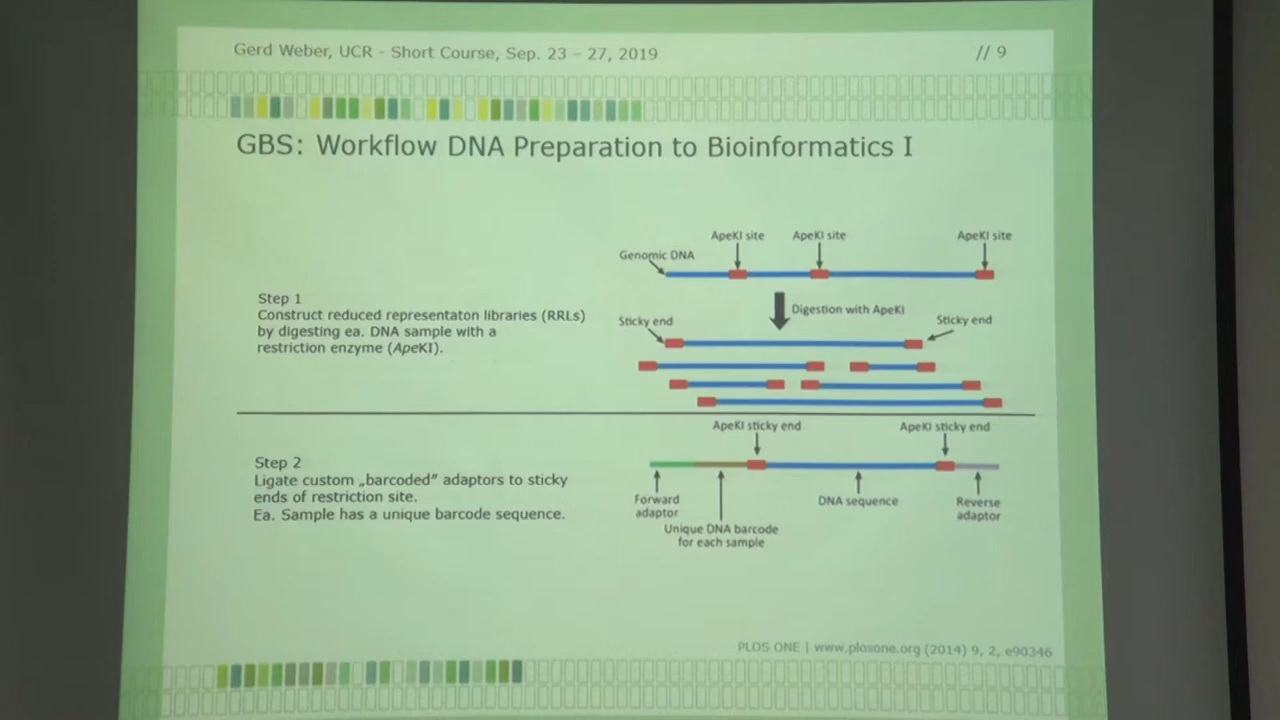 Gerd Weber, UCR - Short Course, Sep. 23 – 27, 2019
// 9
GBS: Workflow DNA Preparation to Bioinformatics I
ApeKI site
ApeKI site
ApeKI site
Genomic DNA
Step 1
Construct reduced representaton libraries (RRLs)
by digesting ea. DNA sample with a
restriction enzyme (ApeKI).
Digestion with ApeKI
Sticky end
Sticky end
ApeKI sticky end
ApeKI sticky end
Step 2
Ligate custom „barcoded" adaptors to sticky
ends of restriction site.
Ea. Sample has a unique barcode sequence.
Forward
adaptor
Unique DNA barcode
for each sample
DNA sequence
Reverse
adaptor
PLOS ONE | www.plosone.org (2014) 9, 2, e90346